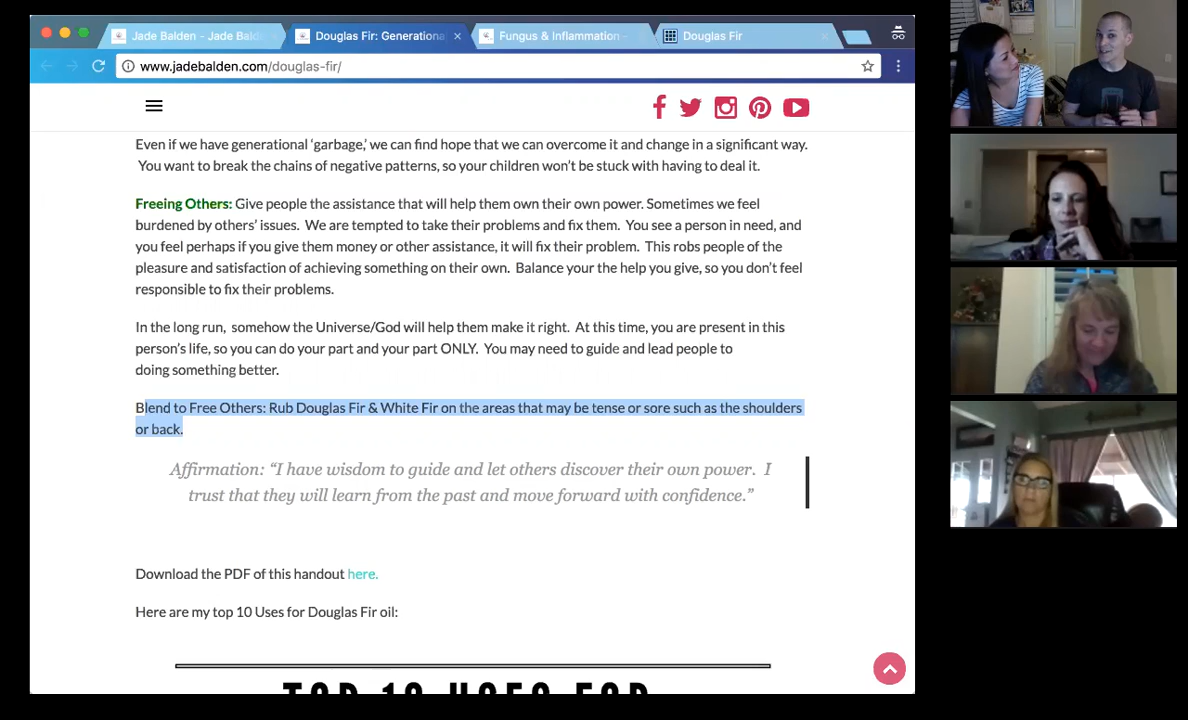 Jade Balden - Jade Bald
Douglas Fir: Generationa
Fungus & Inflammation -
Douglas Fir
www.jadebalden.com/douglas-fir/
Even if we have generational ‘garbage,’ we can find hope that we can overcome it and change in a significant way.
You want to break the chains of negative patterns, so your children won’t be stuck with having to deal it.
Freeing Others: Give people the assistance that will help them own their own power. Sometimes we feel
burdened by others’ issues. We are tempted to take their problems and fix them. You see a person in need, and
you feel perhaps if you give them money or other assistance, it will fix their problem. This robs people of the
pleasure and satisfaction of achieving something on their own. Balance your the help you give, so you don’t feel
responsible to fix their problems.
In the long run, somehow the Universe/God will help them make it right. At this time, you are present in this
person’s life, so you can do your part and your part ONLY. You may need to guide and lead people to
doing something better.
Blend to Free Others: Rub Douglas Fir & White Fir on the areas that may be tense or sore such as the shoulders
or back.
Affirmation: “I have wisdom to guide and let others discover their own power. I
trust that they will learn from the past and move forward with confidence.”
Download the PDF of this handout here.
Here are my top 10 Uses for Douglas Fir oil:
TOP 10 USES FOR